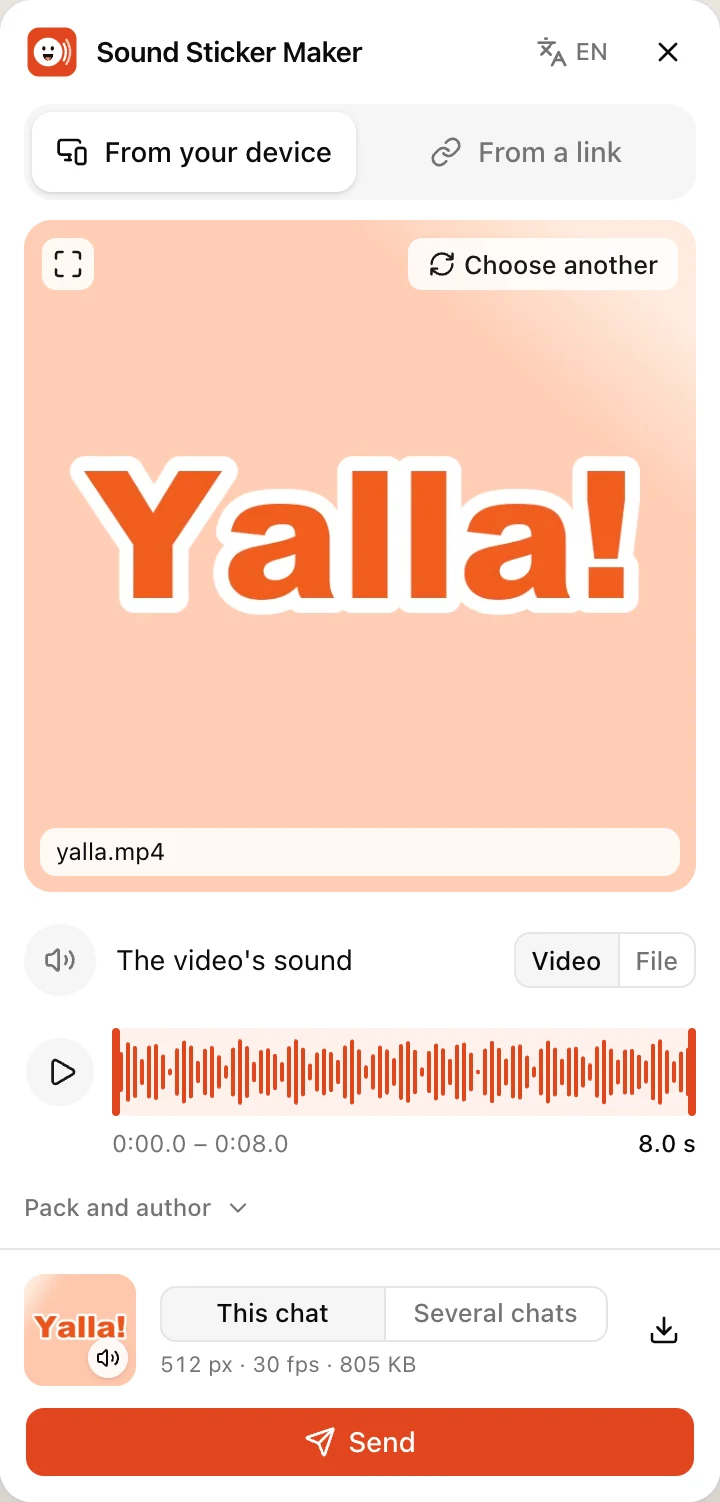 Sound Sticker Maker
EN
From your device
From a link
Choose another
Yalla!
yalla.mp4
The video's sound
Video
File
0:00.0 – 0:08.0
8.0 s
Pack and author
Yalla!
This chat
Several chats
512 px · 30 fps · 805 KB
Send